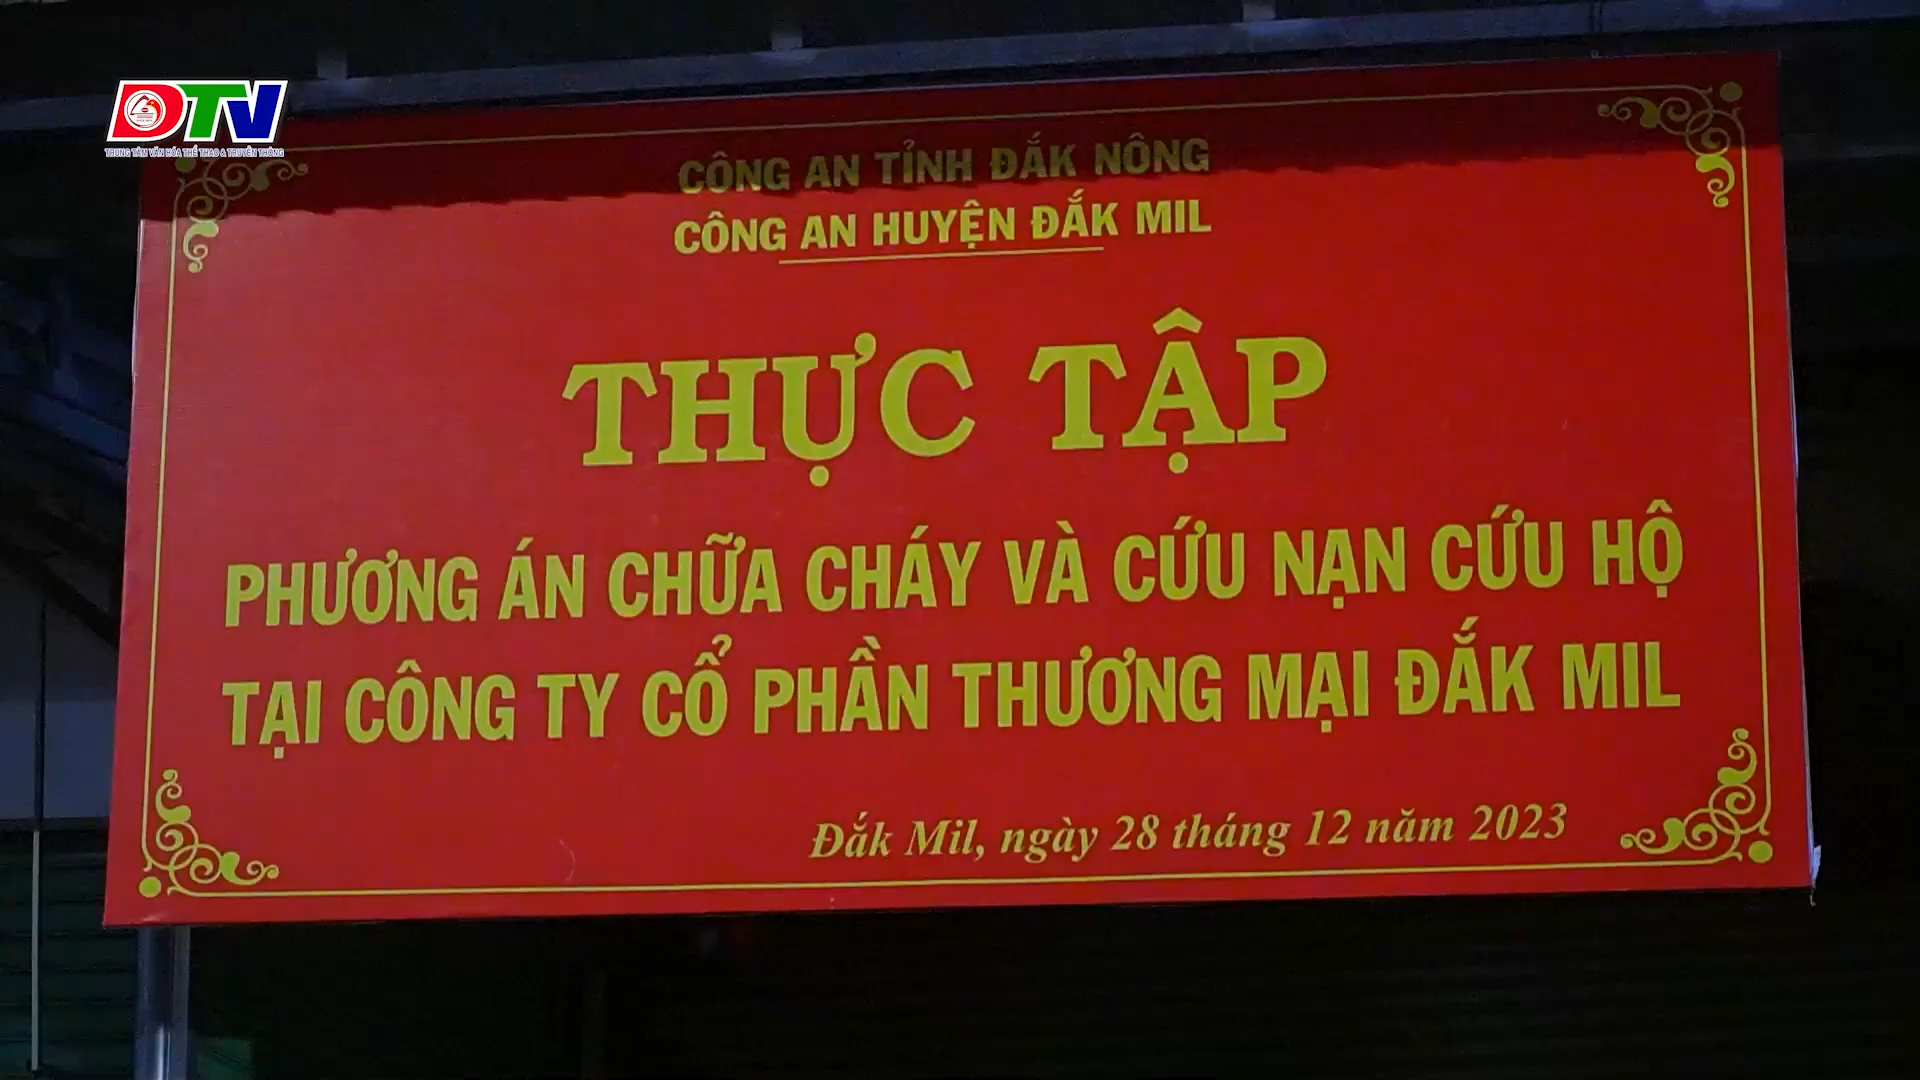 DTV
TRUNG TÂM VĂN HÓA THỂ THAO & TRUYỀN THÔNG
CÔNG AN TỈNH ĐẮK NÔNG
CÔNG AN HUYỆN ĐẮK MIL
THỰC TẬP
PHƯƠNG ÁN CHỮA CHÁY VÀ CỨU NẠN CỨU HỘ
TẠI CÔNG TY CỔ PHẦN THƯƠNG MẠI ĐẮK MIL
Đắk Mil, ngày 28 tháng 12 năm 2023